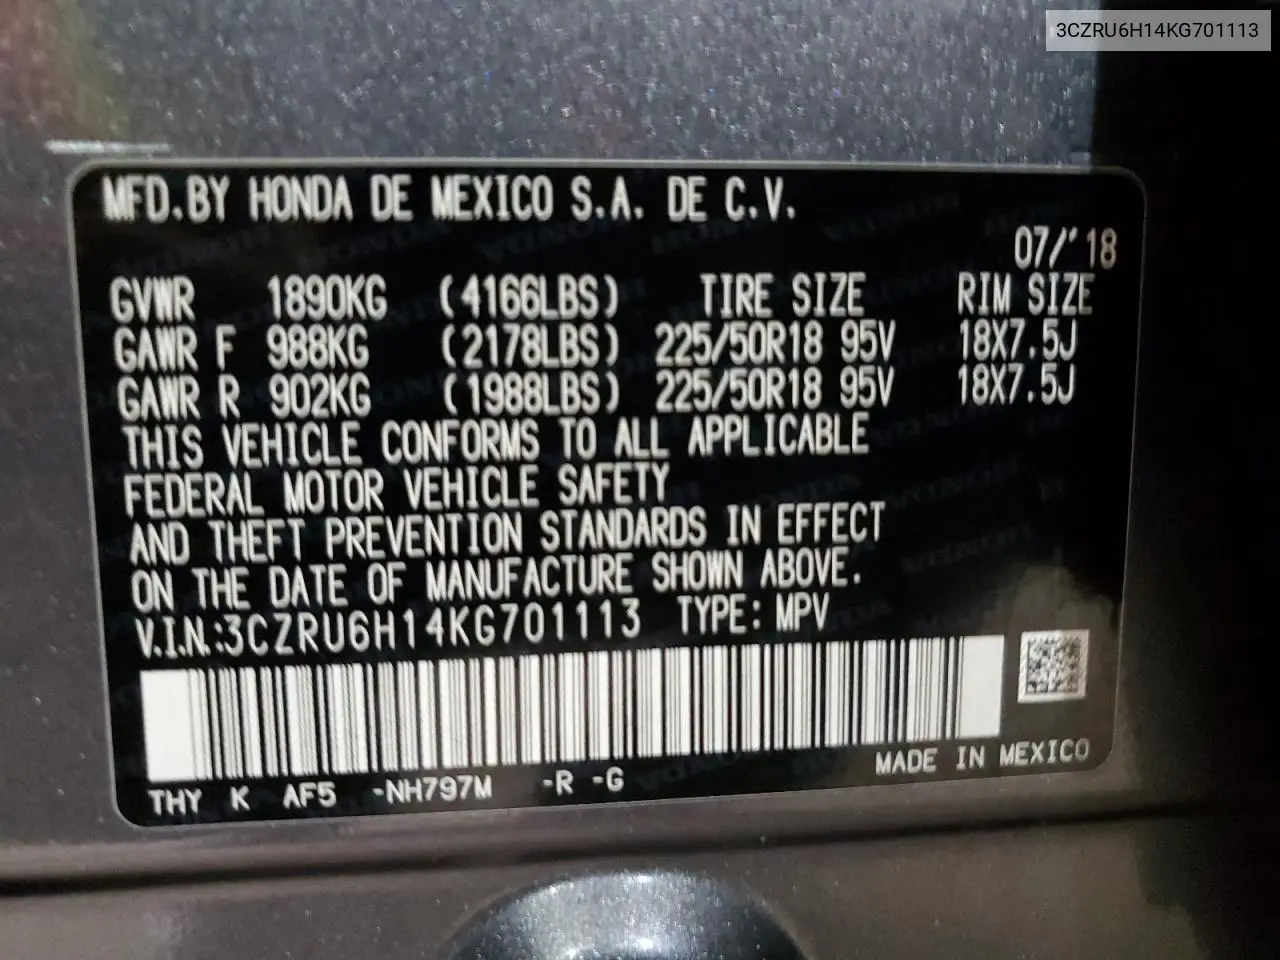 3CZRU6H14KG701113
MFD.BY HONDA DE MEXICO S.A. DE C.V.
07/'18
GVWR 1890KG (4166LBS) TIRE SIZE RIM SIZE
GAWR F 988KG (2178LBS) 225/50R18 95V 18X7.5J
GAWR R 902KG (1988LBS) 225/50R18 95V 18X7.5J
THIS VEHICLE CONFORMS TO ALL APPLICABLE
FEDERAL MOTOR VEHICLE SAFETY
AND THEFT PREVENTION STANDARDS IN EFFECT
ON THE DATE OF MANUFACTURE SHOWN ABOVE.
V.I.N.:3CZRU6H14KG701113 TYPE: MPV
MADE IN MEXICO
THY K AF5 -NH797M -R -G